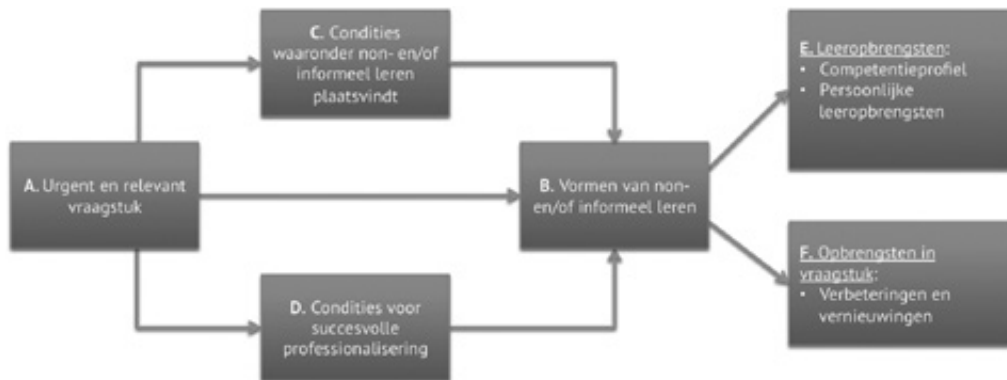 C. Condities
waaronder non- en/of
informeel leren
plaatsvindt
E. Leeropbrengsten:
• Competentieprofiel
• Persoonlijke
leeropbrengsten
A. Urgent en relevant
vraagstuk
B. Vormen van non-
en/of informeel leren
D. Condities voor
succesvolle
professionalisering
F. Opbrengsten in
vraagstuk:
• Verbeteringen en
vernieuwingen